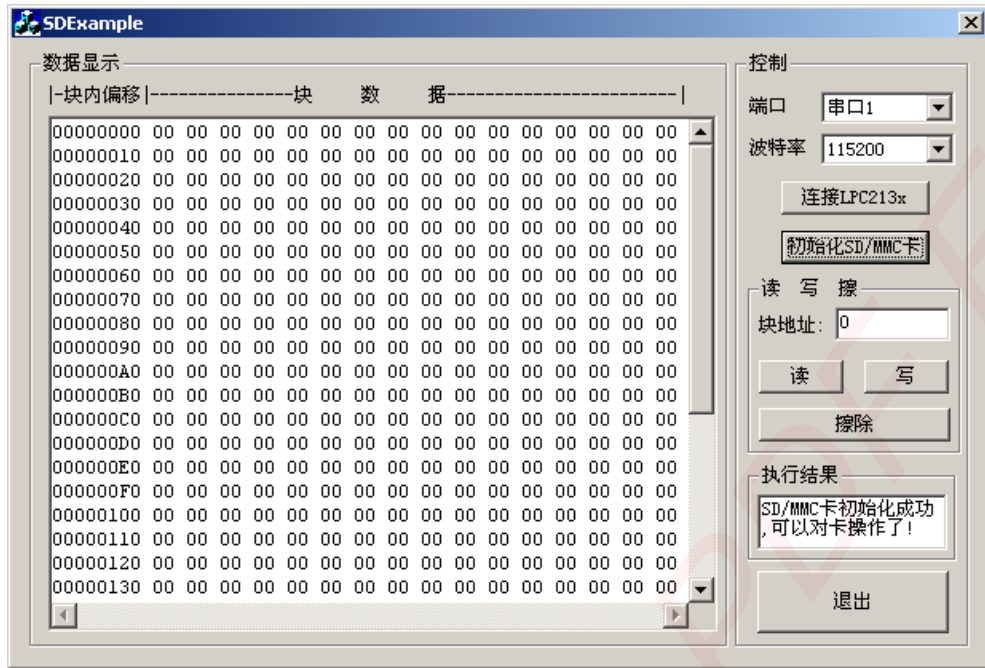 SDExample
数据显示
|-块内偏移|---------------块 数 据------------------------|
00000000 00 00 00 00 00 00 00 00 00 00 00 00 00 00 00 00
00000010 00 00 00 00 00 00 00 00 00 00 00 00 00 00 00 00
00000020 00 00 00 00 00 00 00 00 00 00 00 00 00 00 00 00
00000030 00 00 00 00 00 00 00 00 00 00 00 00 00 00 00 00
00000040 00 00 00 00 00 00 00 00 00 00 00 00 00 00 00 00
00000050 00 00 00 00 00 00 00 00 00 00 00 00 00 00 00 00
00000060 00 00 00 00 00 00 00 00 00 00 00 00 00 00 00 00
00000070 00 00 00 00 00 00 00 00 00 00 00 00 00 00 00 00
00000080 00 00 00 00 00 00 00 00 00 00 00 00 00 00 00 00
00000090 00 00 00 00 00 00 00 00 00 00 00 00 00 00 00 00
000000A0 00 00 00 00 00 00 00 00 00 00 00 00 00 00 00 00
000000B0 00 00 00 00 00 00 00 00 00 00 00 00 00 00 00 00
000000C0 00 00 00 00 00 00 00 00 00 00 00 00 00 00 00 00
000000D0 00 00 00 00 00 00 00 00 00 00 00 00 00 00 00 00
000000E0 00 00 00 00 00 00 00 00 00 00 00 00 00 00 00 00
000000F0 00 00 00 00 00 00 00 00 00 00 00 00 00 00 00 00
00000100 00 00 00 00 00 00 00 00 00 00 00 00 00 00 00 00
00000110 00 00 00 00 00 00 00 00 00 00 00 00 00 00 00 00
00000120 00 00 00 00 00 00 00 00 00 00 00 00 00 00 00 00
00000130 00 00 00 00 00 00 00 00 00 00 00 00 00 00 00 00
控制
端口 串口1
波特率 115200
连接LPC213x
初始化SD/MMC卡
读 写 擦
块地址: 0
读 写
擦除
执行结果
SD/MMC卡初始化成功
,可以对卡操作了!
退出
PDF